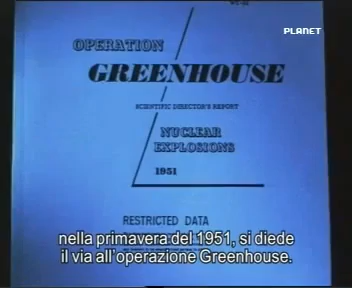 PLANET
OPERATION
GREENHOUSE
SCIENTIFIC DIRECTOR'S REPORT
NUCLEAR
EXPLOSIONS
1951
RESTRICTED DATA
nella primavera del 1951, si diede
il via all'operazione Greenhouse.